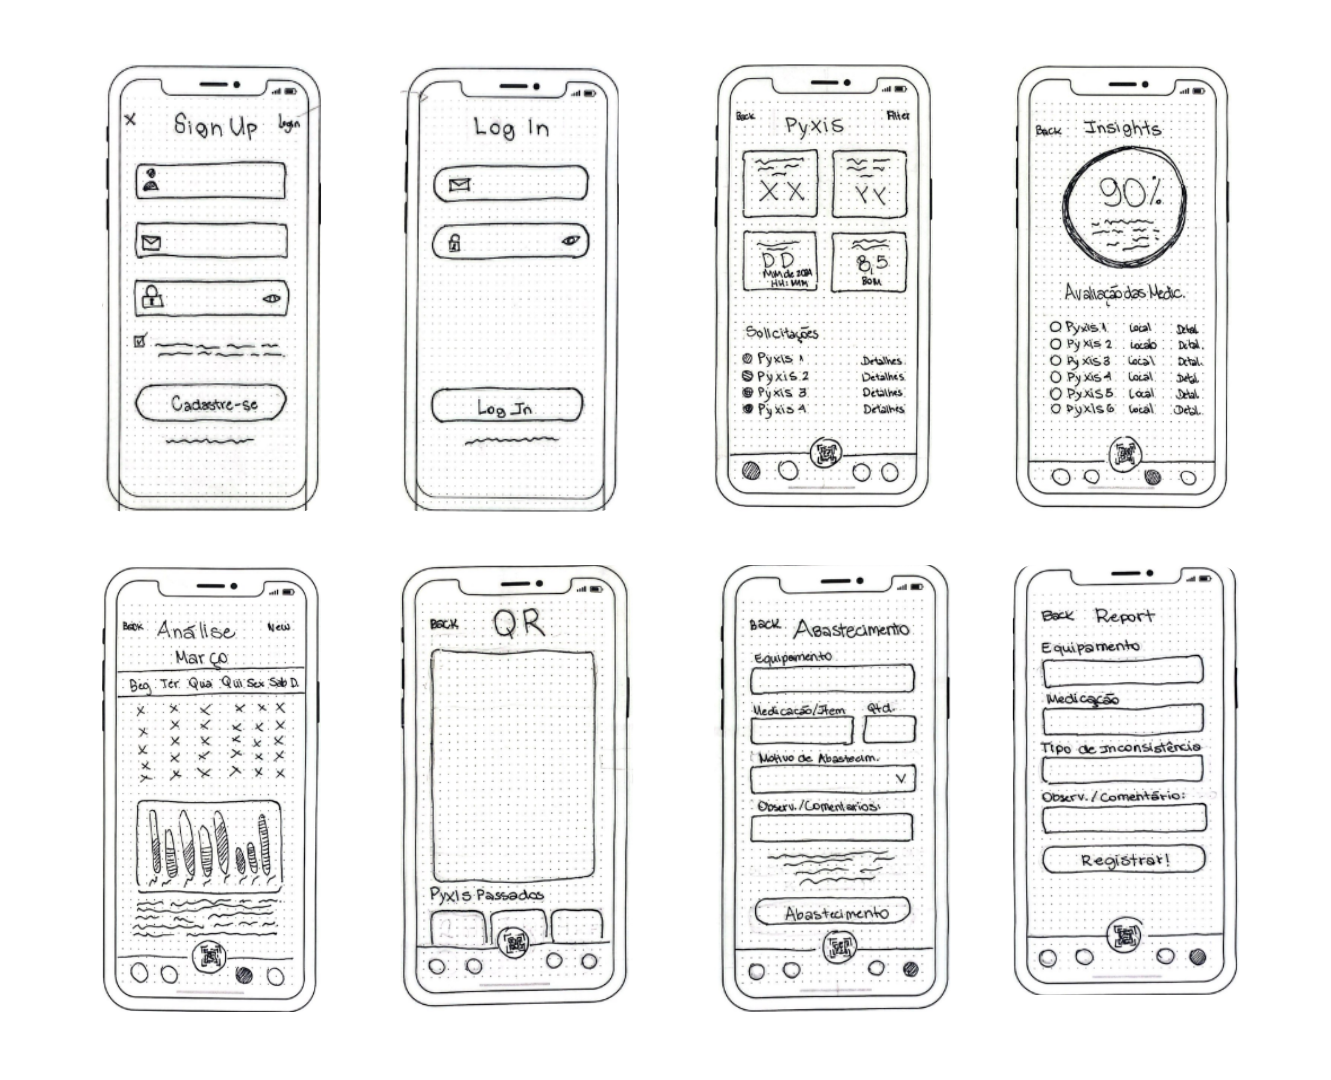 Sign Up
Login
Cadastre-se
Log In
Log In
Back
Pyxis
Filter
XX
YY
DD
MM de 2024
HH:MM
8,5
BOM
Sollicitações
Pyxis 1 Detalhes
Pyxis 2 Detalhes
Pyxis 3 Detalhes
Pyxis 4 Detalhes
Back
Insights
90%
Avaliação das Medic.
Pyxis 1 Local Detal.
Pyxis 2 Locab Detal.
Pyxis 3 Local Detal.
Pyxis 4 Local Detal.
Pyxis 5 Local Detal.
Pyxis 6 Local Detal.
Back
Análise
New
Março
Ter Qua Qui Sex Sab D.
Back
QR
Pyxis Passados
Back
Abastecimento
Equipamento
Medicação/Item Qtd.
Motivo de Abastecim.
Observ./Comentários:
Abastecimento
Back
Report
Equipamento
Medicação
Tipo de Inconsistência
Observ./Comentário:
Registrar!